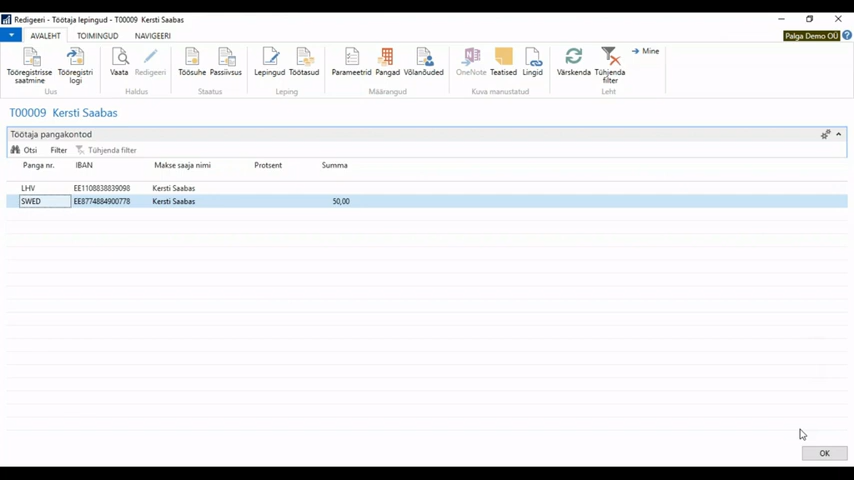 Redigeeri - Töötaja lepingud - T00009 Kersti Saabas
AVALEHT TOIMINGUD NAVIGEERI
Palga Demo OÜ
Tööregistrisse saatmine
Tööregistri logi
Uus
Vaata
Redigeeri
Haldus
Töösuhe
Passiivsus
Staatus
Lepingud
Töötasud
Leping
Parameetrid
Pangad
Võlanõuded
Määrangud
OneNote
Teatised
Lingid
Kuva manustatud
Värskenda
Tühjenda filter
Leht
Mine
T00009 Kersti Saabas
Töötaja pangakontod
Otsi Filter Tühjenda filter
Panga nr. IBAN Makse saaja nimi Protsent Summa
LHV EE1108838839098 Kersti Saabas
SWED EE8774884900778 Kersti Saabas 50,00
OK